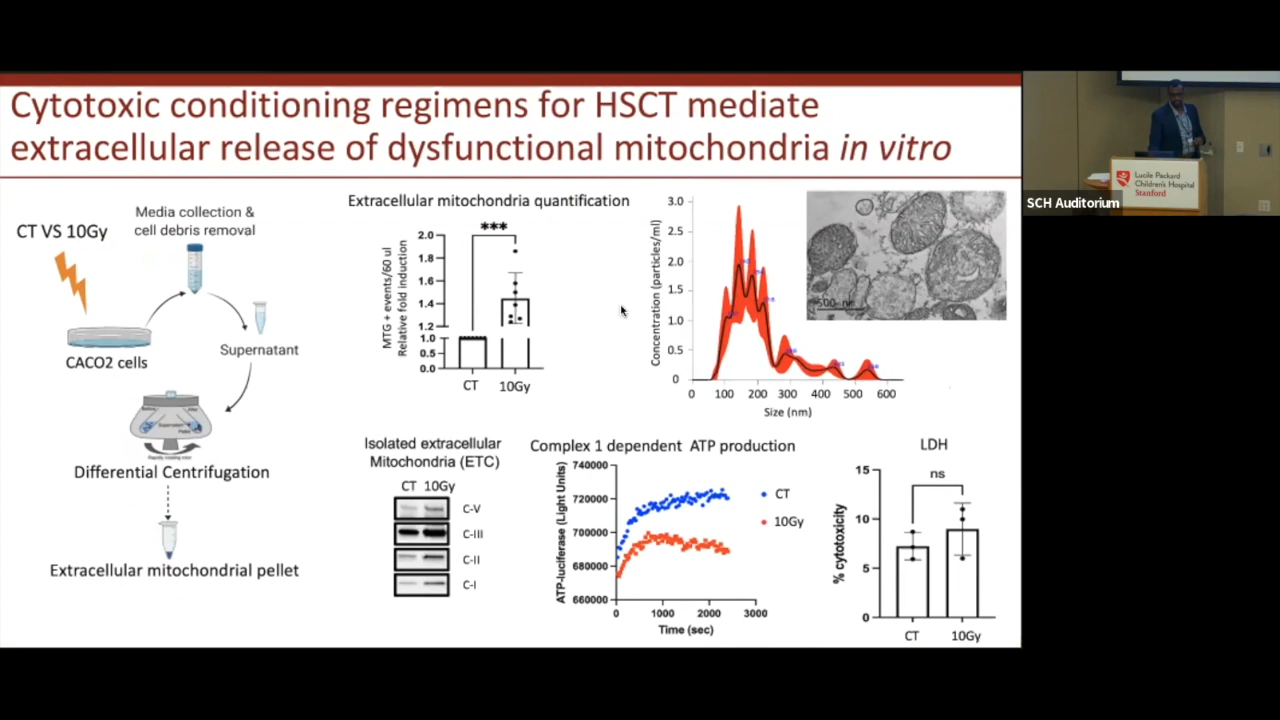 Cytotoxic conditioning regimens for HSCT mediate
extracellular release of dysfunctional mitochondria in vitro
CT VS 10Gy
Media collection &
cell debris removal
CACO2 cells
Supernatant
Differential Centrifugation
Extracellular mitochondrial pellet
Extracellular mitochondria quantification
MTG + events/60 ul
Relative fold induction
2.0
1.8
1.6
1.4
1.2
1.0
0.5
0.0
***
CT
10Gy
Concentration (particles/ml)
3.0
2.5
2.0
1.5
1.0
0.5
0
0
100
200
300
400
500
600
Size (nm)
500 nm
Isolated extracellular
Mitochondria (ETC)
CT 10Gy
C-V
C-III
C-II
C-I
Complex 1 dependent ATP production
ATP-luciferase (Light Units)
740000
720000
700000
680000
660000
0
1000
2000
3000
Time (sec)
CT
10Gy
LDH
% cytotoxicity
15
10
5
0
ns
CT
10Gy
Lucile Packard
Children's Hospital
Stanford
SCH Auditorium